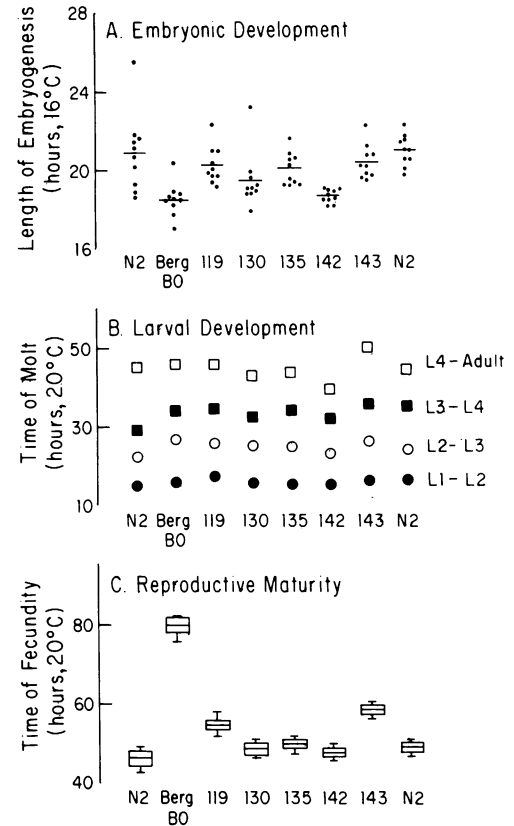 A. Embryonic Development
Length of Embryogenesis
(hours, 16°C)
28
24
20
16
N2 Berg 119 130 135 142 143 N2
BO
B. Larval Development
Time of Molt
(hours, 20°C)
50
30
10
L4-Adult
L3-L4
L2-L3
L1-L2
N2 Berg 119 130 135 142 143 N2
BO
C. Reproductive Maturity
Time of Fecundity
(hours, 20°C)
80
60
40
N2 Berg 119 130 135 142 143 N2
BO